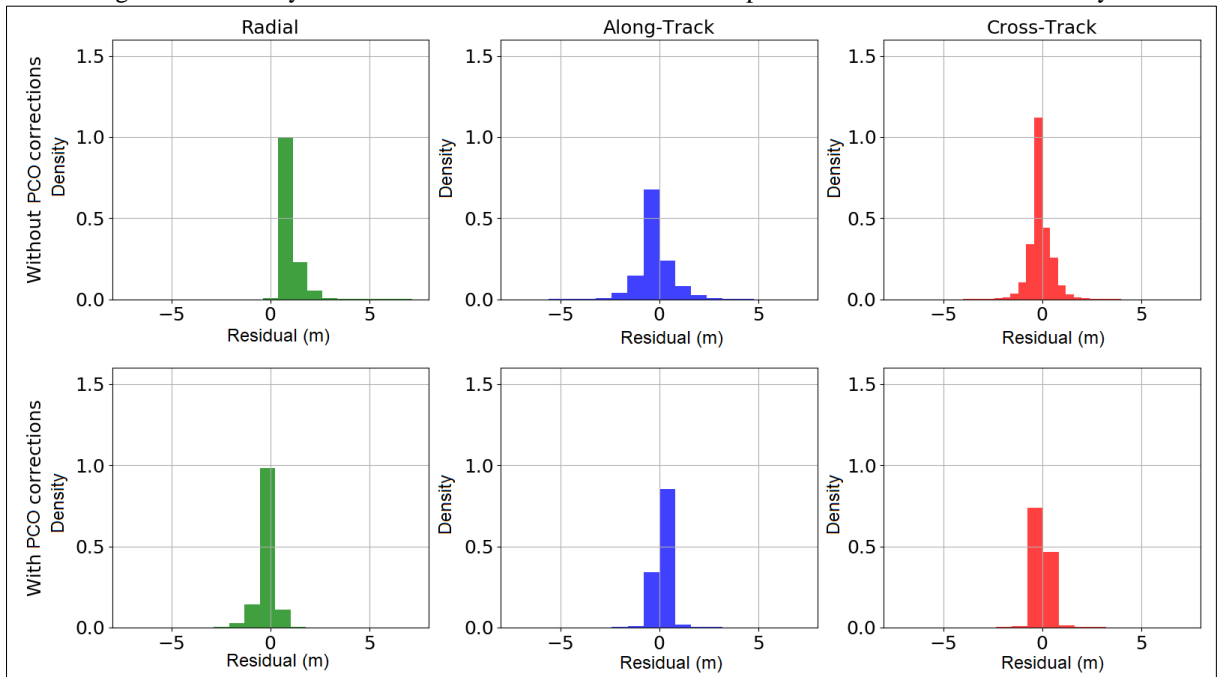 Radial Along-Track Cross-Track
Without PCO corrections
Density Density Density
1.5 1.5 1.5
1.0 1.0 1.0
0.5 0.5 0.5
0.0 0.0 0.0
−5 0 5 −5 0 5 −5 0 5
Residual (m) Residual (m) Residual (m)
With PCO corrections
Density Density Density
1.5 1.5 1.5
1.0 1.0 1.0
0.5 0.5 0.5
0.0 0.0 0.0
−5 0 5 −5 0 5 −5 0 5
Residual (m) Residual (m) Residual (m)